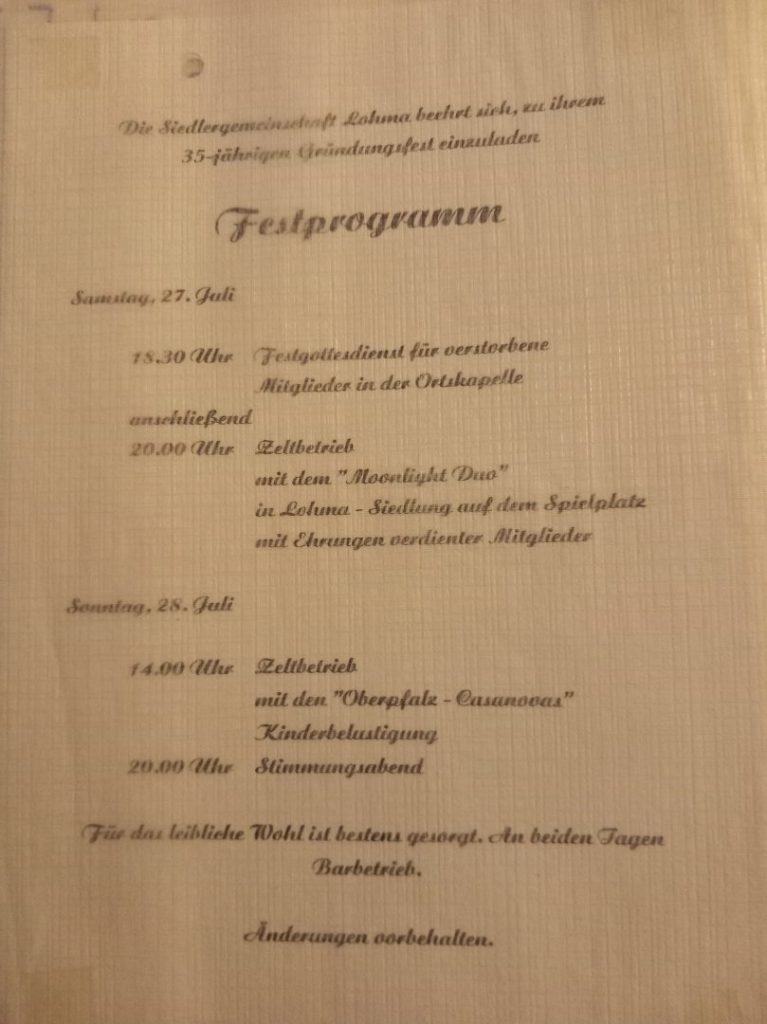 Die Siedlergemeinschaft Lohma beehrt sich, zu ihrem
35-jährigen Gründungsfest einzuladen
Festprogramm
Samstag, 27. Juli
18.30 Uhr Festgottesdienst für verstorbene
Mitglieder in der Ortskapelle
anschließend
20.00 Uhr Zeltbetrieb
mit dem "Moonlight Duo"
in Lohma - Siedlung auf dem Spielplatz
mit Ehrungen verdienter Mitglieder
Sonntag, 28. Juli
14.00 Uhr Zeltbetrieb
mit den "Oberpfalz - Casanovas"
Kinderbelustigung
20.00 Uhr Stimmungsabend
Für das leibliche Wohl ist bestens gesorgt. An beiden Tagen
Barbetrieb.
Änderungen vorbehalten.